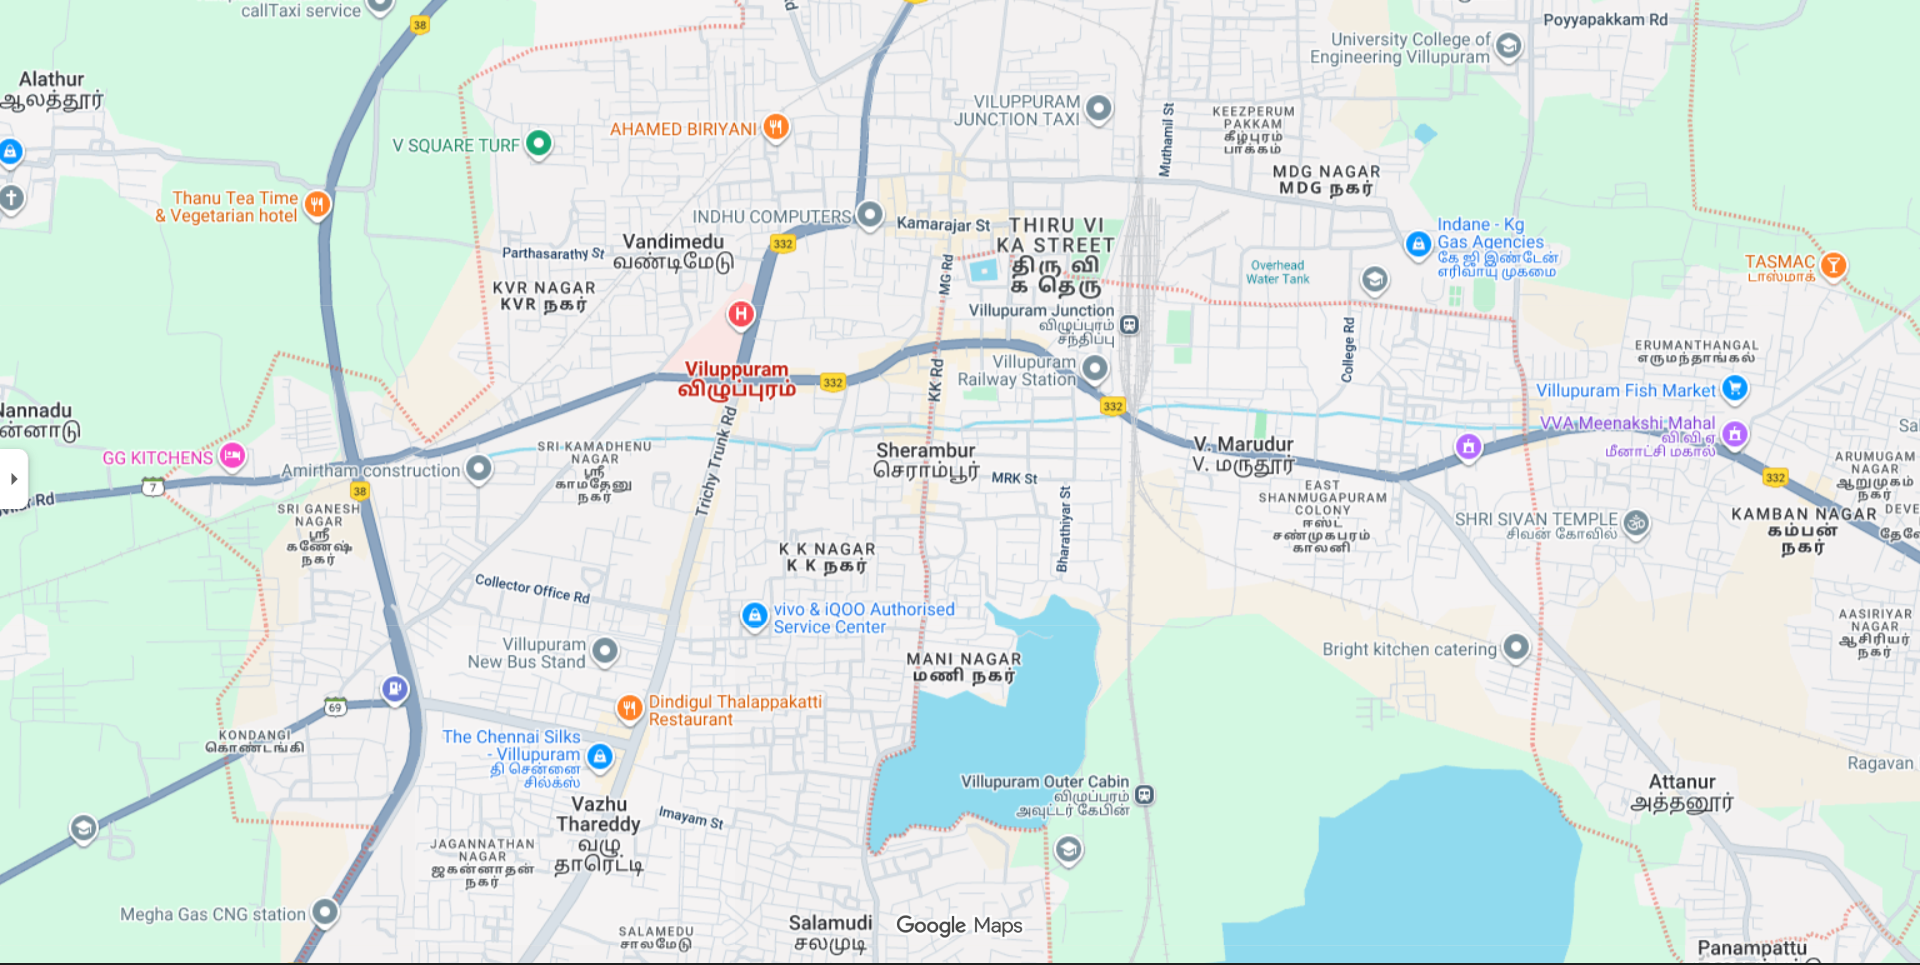 callTaxi service
38
Poyyapakkam Rd
University College of
Engineering Villupuram
Alathur
ஆலத்தூர்
VILUPPURAM
JUNCTION TAXI
Muthamil St
KEEZPERUM
PAKKAM
கீழ்புரம்
பாக்கம்
AHAMED BIRIYANI
V SQUARE TURF
MDG NAGAR
MDG நகர்
Thanu Tea Time
& Vegetarian hotel
INDHU COMPUTERS
Kamarajar St
THIRU VI
KA STREET
திரு வி
க தெரு
Indane - Kg
Gas Agencies
கே ஜி இண்டேன்
எரிவாயு முகமை
332
Vandimedu
வண்டிமேடு
Parthasarathy St
MG Rd
Overhead
Water Tank
TASMAC
டாஸ்மாக்
KVR NAGAR
KVR நகர்
H
Villupuram Junction
விழுப்புரம்
சந்திப்பு
College Rd
ERUMANTHANGAL
எருமந்தாங்கல்
Viluppuram
விழுப்புரம்
332
KK Rd
Villupuram
Railway Station
332
Villupuram Fish Market
Nannadu
VVA Meenakshi Mahal
வி.வி.ஏ
மீனாட்சி மகால்
Trichy Trunk Rd
GG KITCHENS
Amirtham construction
SRI KAMADHENU
NAGAR
ஸ்ரீ
காமதேனு
நகர்
Sherambur
செராம்பூர்
V. Marudur
V. மருதூர்
MRK St
332
ARUMUGAM
NAGAR
ஆறுமுகம்
நகர்
7
38
SRI GANESH
NAGAR
ஸ்ரீ
கணேஷ்
நகர்
Bharathiyar St
EAST
SHANMUGAPURAM
COLONY
ஈஸ்ட்
சண்முகபரம்
காலனி
SHRI SIVAN TEMPLE
சிவன் கோவில்
KAMBAN NAGAR
கம்பன்
நகர்
DEVE
K K NAGAR
K K நகர்
Collector Office Rd
vivo & iQOO Authorised
Service Center
AASIRIYAR
NAGAR
ஆசிரியர்
நகர்
Villupuram
New Bus Stand
MANI NAGAR
மணி நகர்
Bright kitchen catering
69
Dindigul Thalappakatti
Restaurant
KONDANGI
கொண்டங்கி
The Chennai Silks
- Villupuram
தி சென்னை
சில்க்ஸ்
Villupuram Outer Cabin
விழுப்புரம்
அவுட்டர் கேபின்
Ragavan
Attanur
அத்தனூர்
Vazhu
Thareddy
வழு
தாரெட்டி
Imayam St
JAGANNATHAN
NAGAR
ஜகன்னாதன்
நகர்
Megha Gas CNG station
SALAMEDU
சாலமேடு
Salamudi
சலமுடி
Google Maps
Panampattu